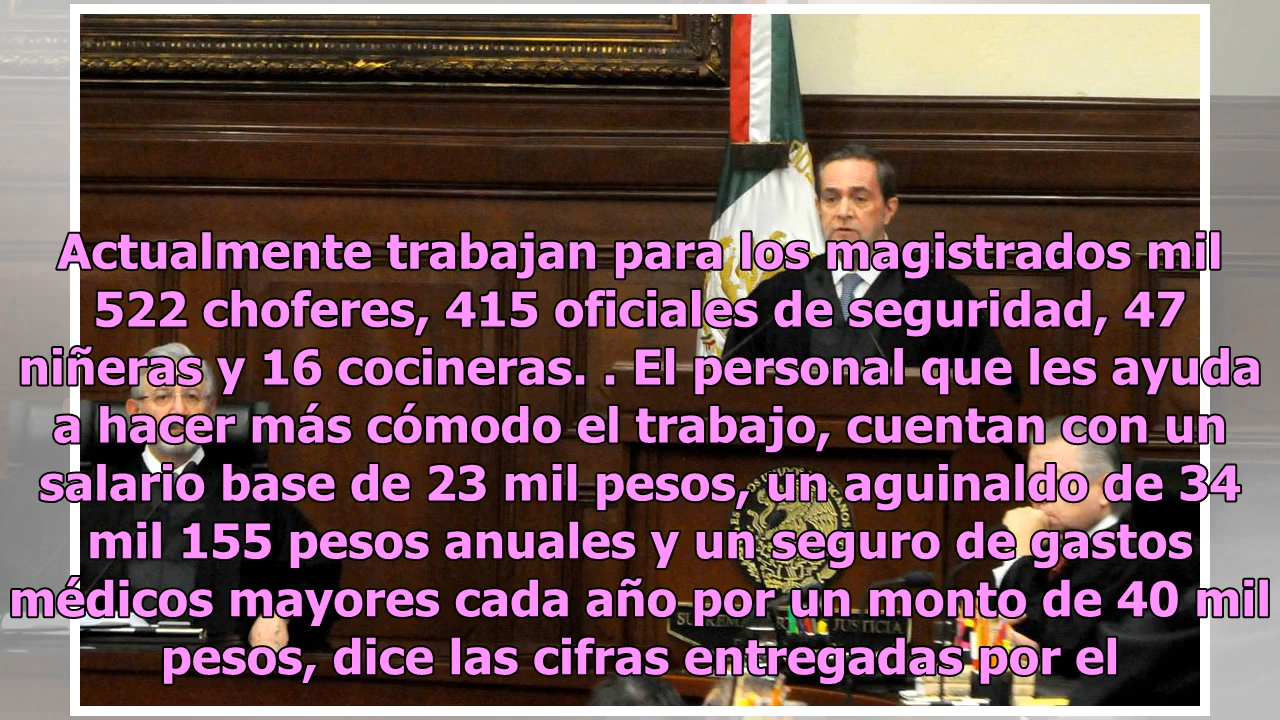 Actualmente trabajan para los magistrados mil
522 choferes, 415 oficiales de seguridad, 47
niñeras y 16 cocineras. . El personal que les ayuda
a hacer más cómodo el trabajo, cuentan con un
salario base de 23 mil pesos, un aguinaldo de 34
mil 155 pesos anuales y un seguro de gastos
médicos mayores cada año por un monto de 40 mil
pesos, dice las cifras entregadas por el
JUSTICIA